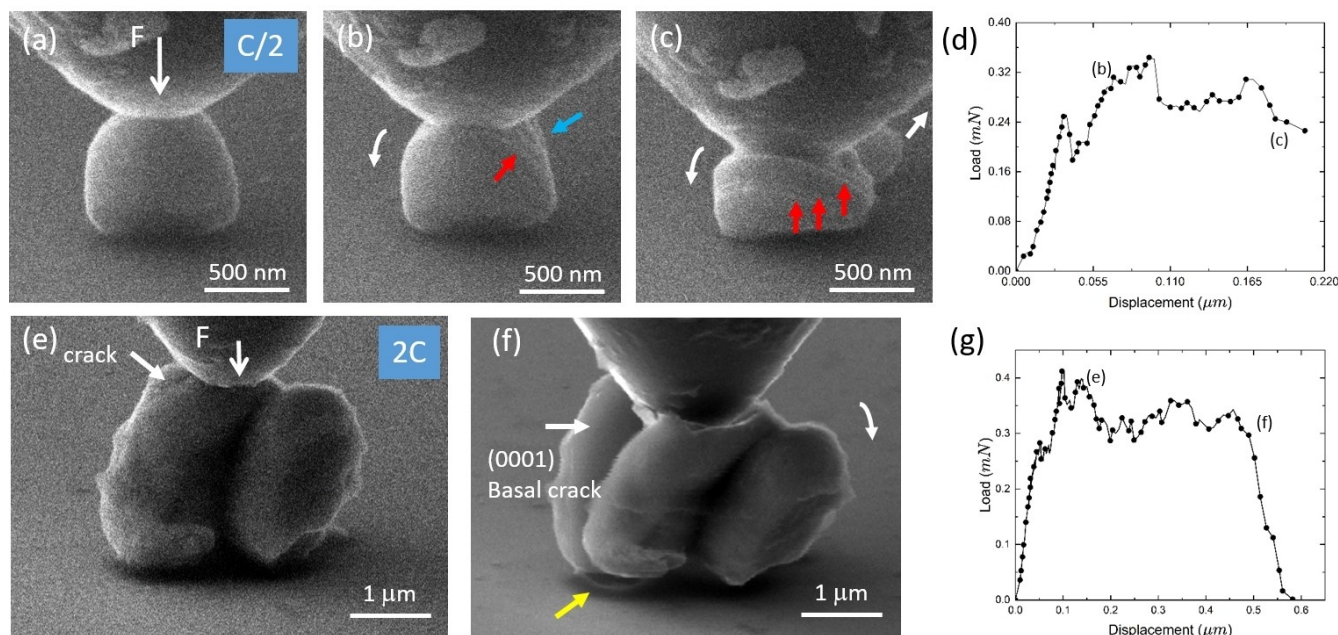 (a)
F
C/2
500 nm
(b)
500 nm
(c)
500 nm
(d)
0.40
0.32
0.24
0.16
0.08
0.00
Load (mN)
(b)
(c)
0.000
0.055
0.110
0.165
0.220
Displacement (μm)
(e)
crack
F
2C
1 μm
(f)
(0001)
Basal crack
1 μm
(g)
0.4
0.3
0.2
0.1
0.0
Load (mN)
(e)
(f)
0.0
0.1
0.2
0.3
0.4
0.5
0.6
Displacement (μm)